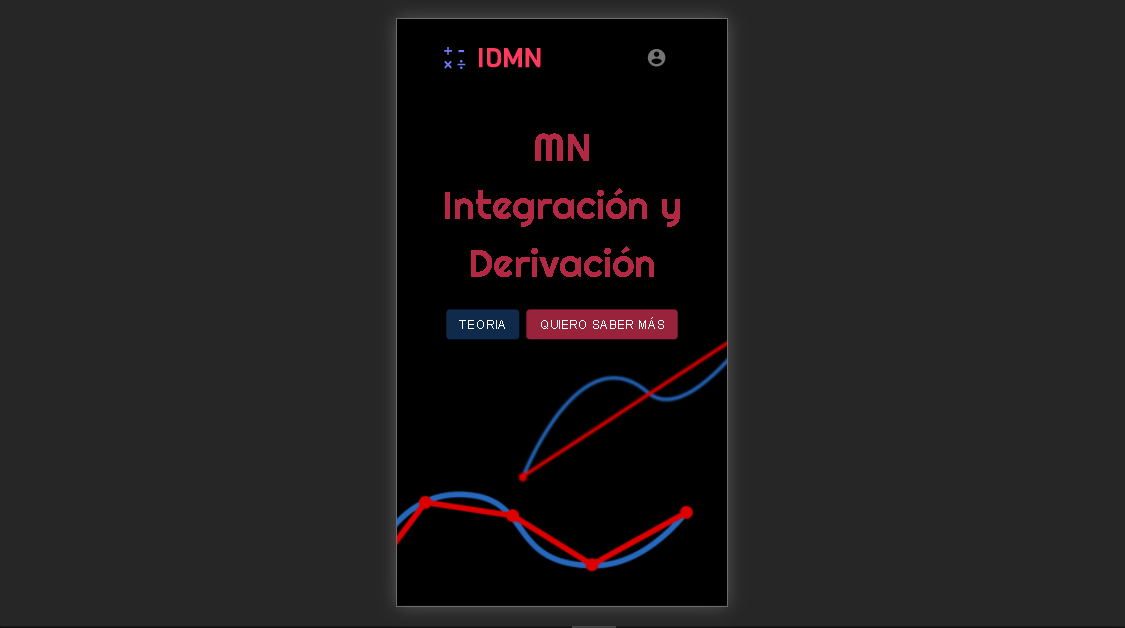 IDMN
MN
Integración y
Derivación
TEORIA
QUIERO SABER MÁS